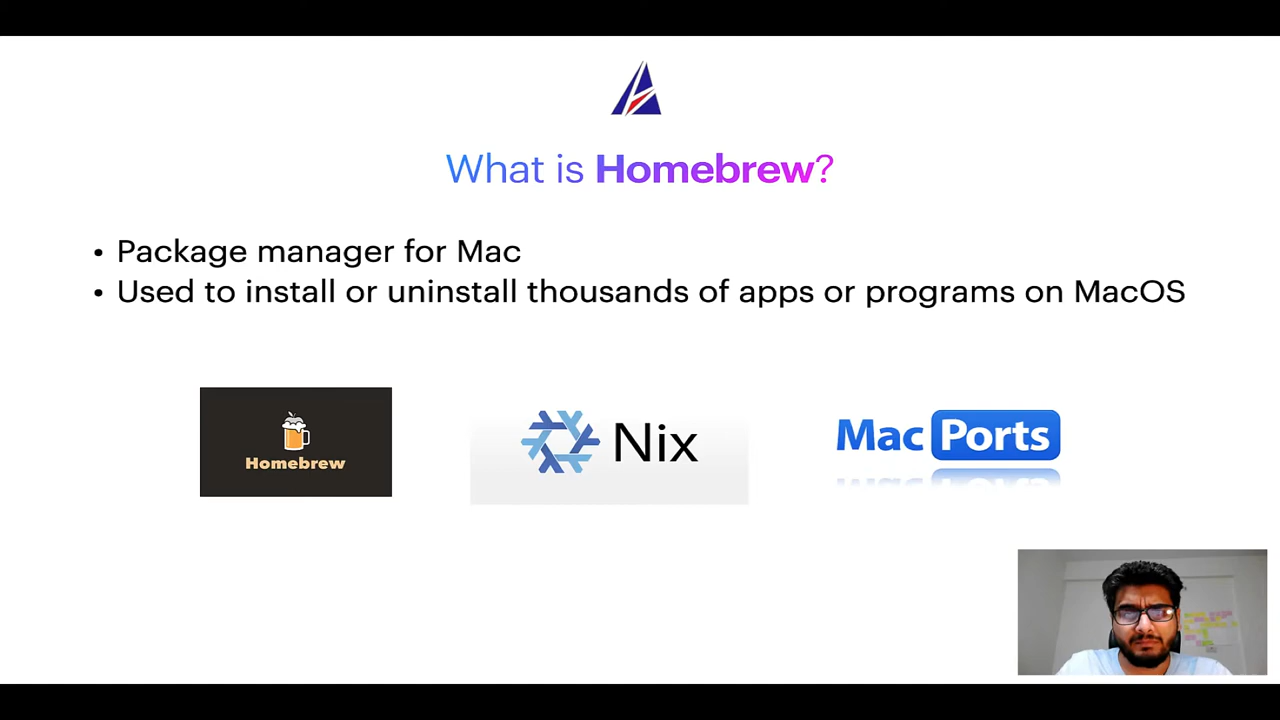 What is Homebrew?
• Package manager for Mac
• Used to install or uninstall thousands of apps or programs on MacOS
Homebrew
Nix
Mac Ports